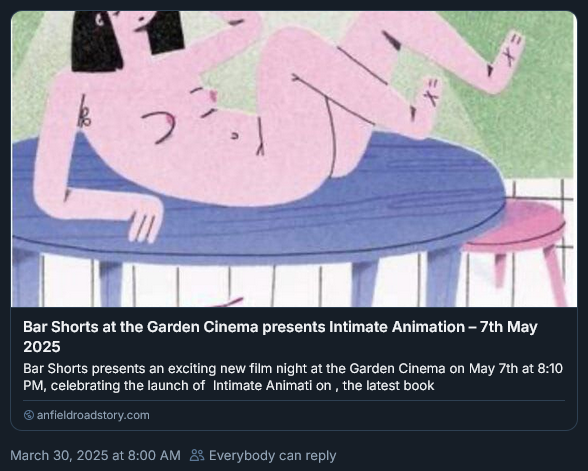 Bar Shorts at the Garden Cinema presents Intimate Animation – 7th May
2025
Bar Shorts presents an exciting new film night at the Garden Cinema on May 7th at 8:10
PM, celebrating the launch of  Intimate Animati on , the latest book
anfieldroadstory.com
March 30, 2025 at 8:00 AM Everybody can reply